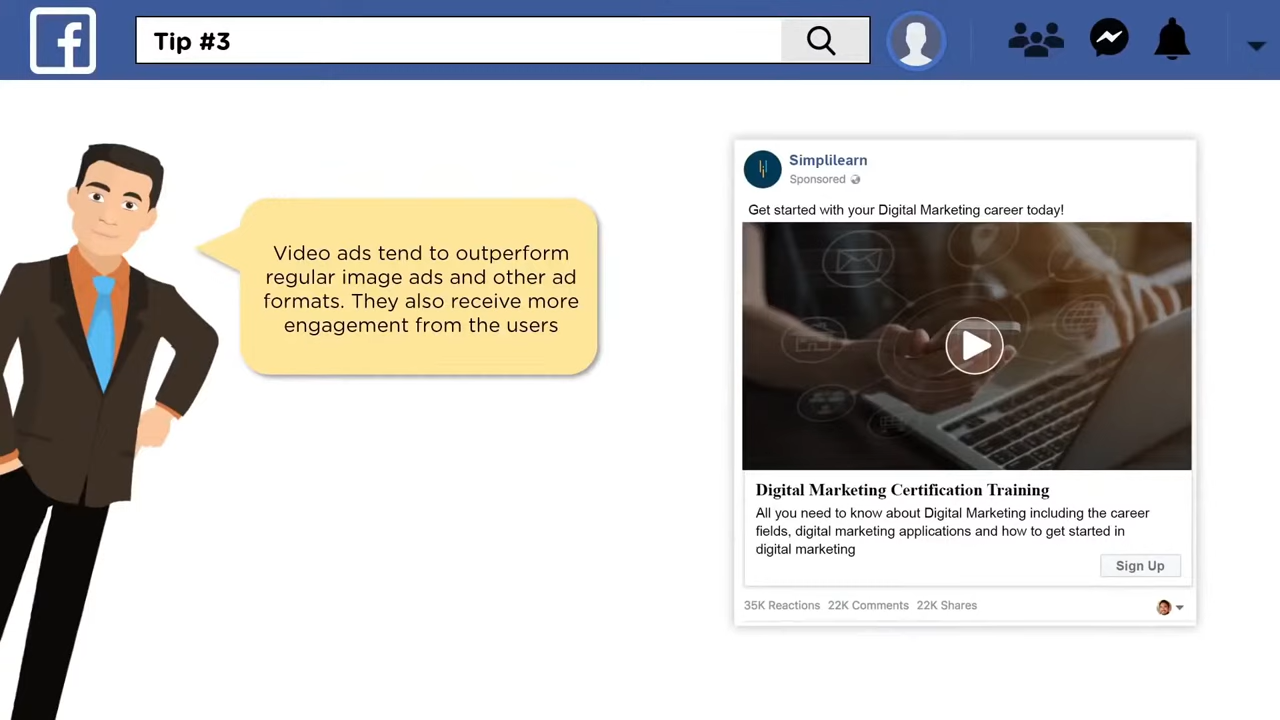 Tip #3
Video ads tend to outperform
regular image ads and other ad
formats. They also receive more
engagement from the users
Simplilearn
Sponsored
Get started with your Digital Marketing career today!
Digital Marketing Certification Training
All you need to know about Digital Marketing including the career
fields, digital marketing applications and how to get started in
digital marketing
Sign Up
35K Reactions 22K Comments 22K Shares